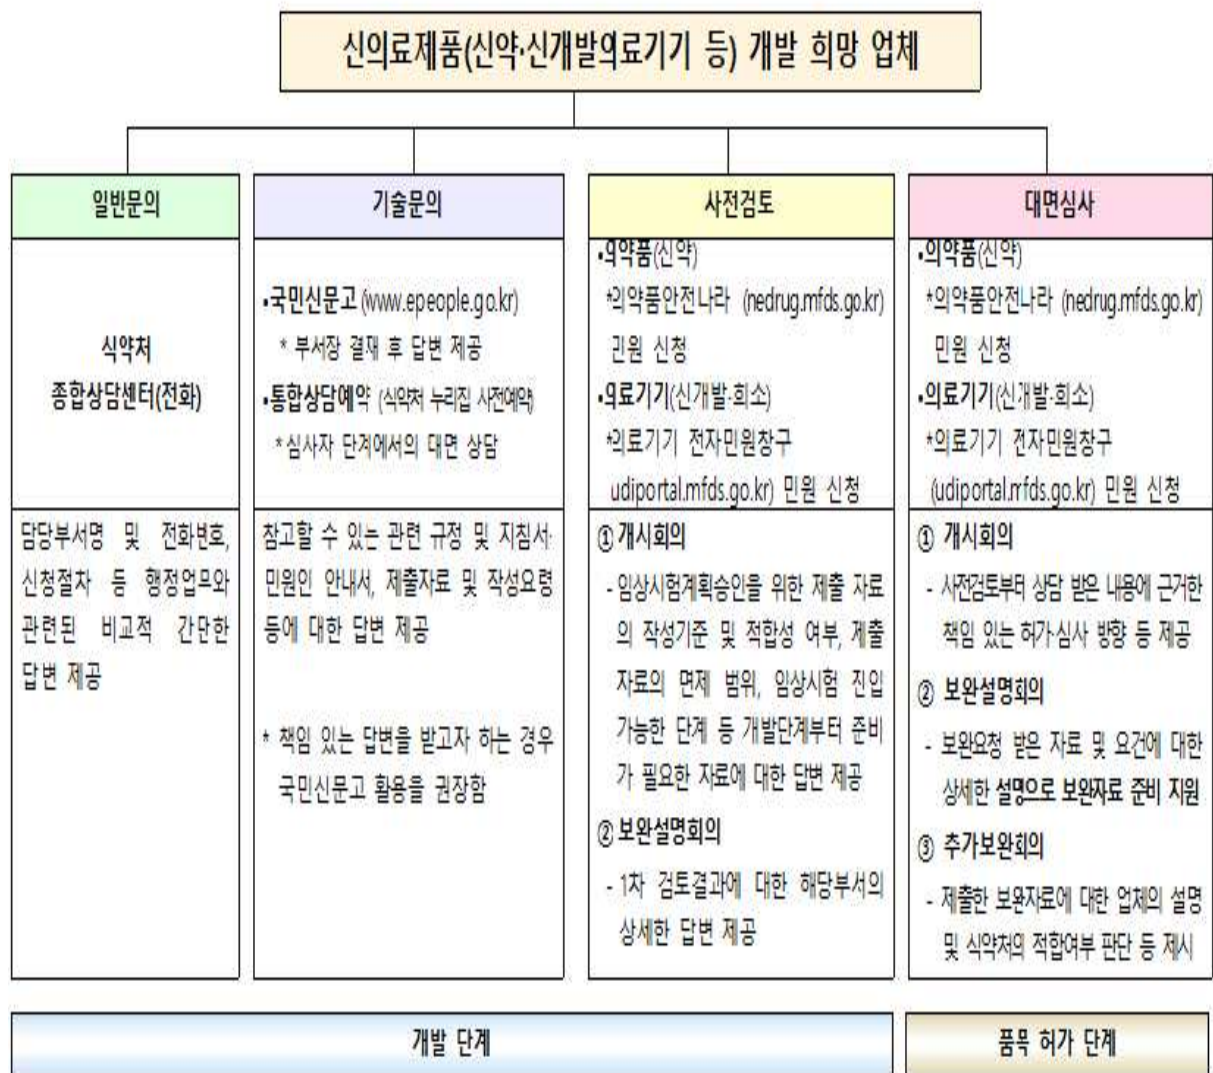 신의료제품(신약·신개발의료기기 등) 개발 희망 업체
일반문의
식약처
종합상담센터(전화)
담당부서명 및 전화번호,
신청절차 등 행정업무와
관련된 비교적 간단한
답변 제공
기술문의
•국민신문고(www.epeople.go.kr)
* 부서장 결재 후 답변 제공
•통합상담예약 (식약처 누리집 사전예약)
*심사자 단계에서의 대면 상담
참고할 수 있는 관련 규정 및 지침서·
민원인 안내서, 제출자료 및 작성요령
등에 대한 답변 제공
* 책임 있는 답변을 받고자 하는 경우
국민신문고 활용을 권장함
사전검토
•의약품(신약)
*의약품안전나라 (nedrug.mfds.go.kr)
민원 신청
•의료기기(신개발·희소)
*의료기기 전자민원창구
udiportal.mfds.go.kr) 민원 신청
① 개시회의
- 임상시험계획승인을 위한 제출 자료
의 작성기준 및 적합성 여부, 제출
자료의 면제 범위, 임상시험 진입
가능한 단계 등 개발단계부터 준비
가 필요한 자료에 대한 답변 제공
② 보완설명회의
- 1차 검토결과에 대한 해당부서의
상세한 답변 제공
대면심사
•의약품(신약)
*의약품안전나라 (nedrug.mfds.go.kr)
민원 신청
•의료기기(신개발·희소)
*의료기기 전자민원창구
(udiportal.mfds.go.kr) 민원 신청
① 개시회의
- 사전검토부터 상담 받은 내용에 근거한
책임 있는 허가·심사 방향 등 제공
② 보완설명회의
- 보완요청 받은 자료 및 요건에 대한
상세한 설명으로 보완자료 준비 지원
③ 추가보완회의
- 제출한 보완자료에 대한 업체의 설명
및 식약처의 적합여부 판단 등 제시
개발 단계
품목 허가 단계